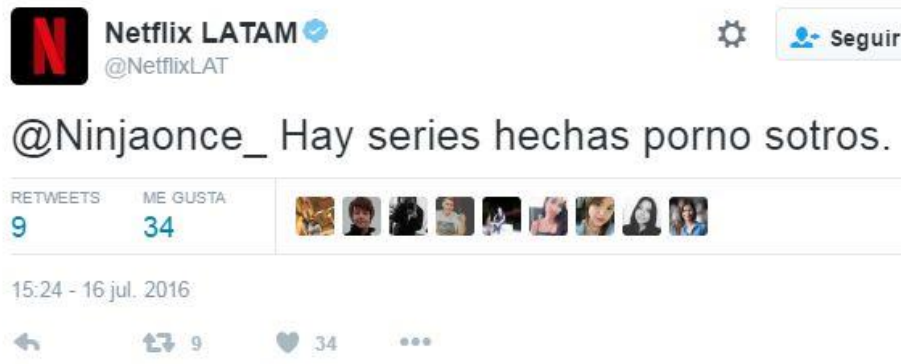 N Netflix LATAM Seguir
@NetflixLAT
@Ninjaonce_ Hay series hechas porno sotros.
RETWEETS ME GUSTA
9 34
15:24 - 16 jul. 2016
9 34